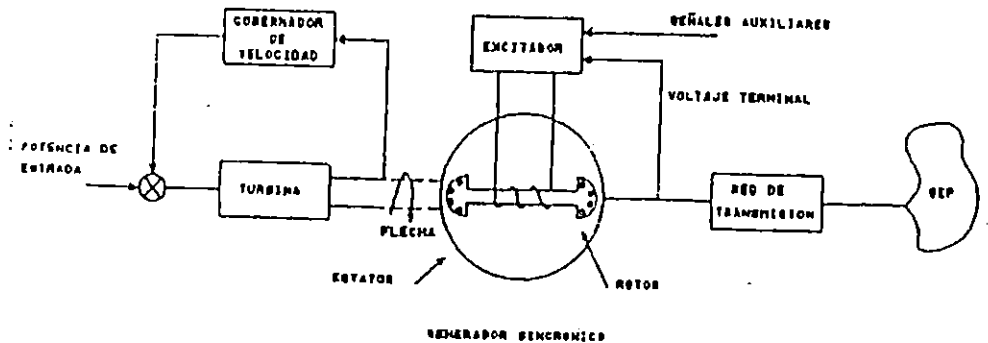 GOBERNADOR
DE
VELOCIDAD
SEÑALES AUXILIARES
EXCITADOR
VOLTAJE TERMINAL
POTENCIA DE
ENTRADA
TURBINA
FLECHA
RED DE
TRANSMISION
SEP
ESTATOR
ROTOR
GENERADOR SINCRONICO